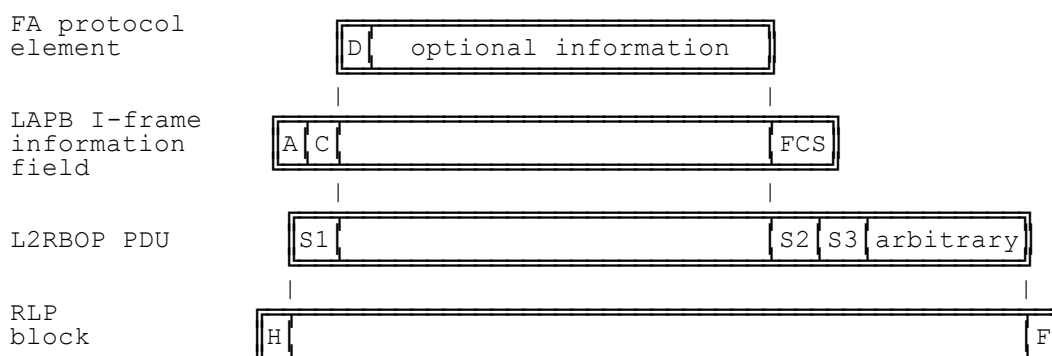 FA protocol
element
D optional information
LAPB I-frame
information
field
A C FCS
L2RBOP PDU
S1 S2 S3 arbitrary
RLP
block
H F